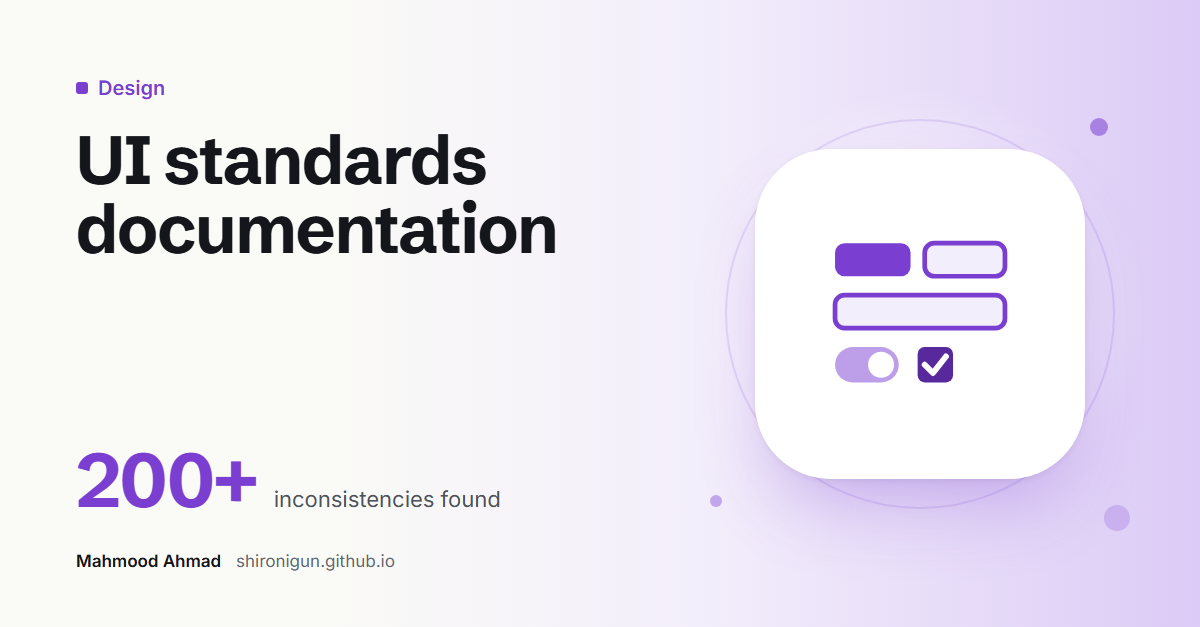 Design
UI standards
documentation
200+ inconsistencies found
Mahmood Ahmad shironigun.github.io